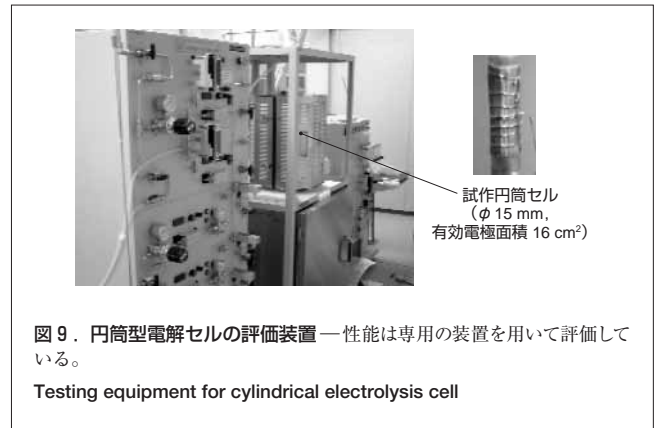 試作円筒セル
（φ 15 mm,
有効電極面積 16 cm²）
図9．円筒型電解セルの評価装置—性能は専用の装置を用いて評価して
いる。
Testing equipment for cylindrical electrolysis cell